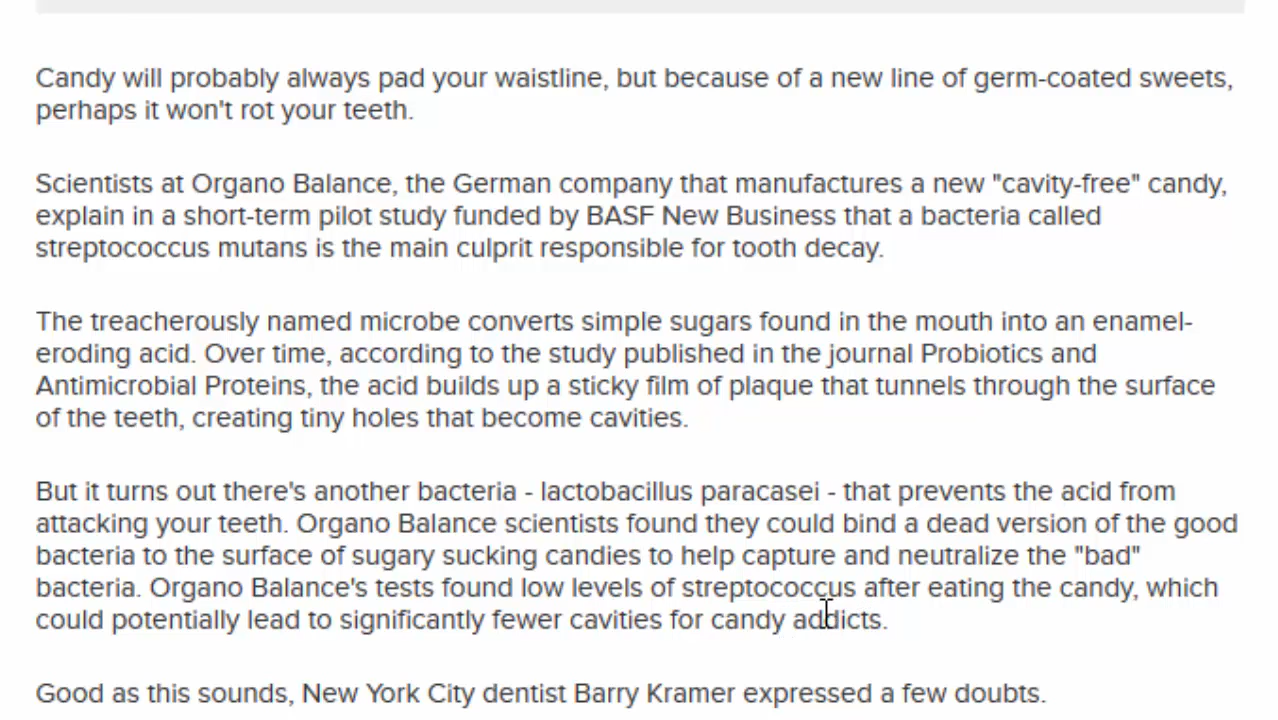 Candy will probably always pad your waistline, but because of a new line of germ-coated sweets,
perhaps it won't rot your teeth.
Scientists at Organo Balance, the German company that manufactures a new "cavity-free" candy,
explain in a short-term pilot study funded by BASF New Business that a bacteria called
streptococcus mutans is the main culprit responsible for tooth decay.
The treacherously named microbe converts simple sugars found in the mouth into an enamel-
eroding acid. Over time, according to the study published in the journal Probiotics and
Antimicrobial Proteins, the acid builds up a sticky film of plaque that tunnels through the surface
of the teeth, creating tiny holes that become cavities.
But it turns out there's another bacteria - lactobacillus paracasei - that prevents the acid from
attacking your teeth. Organo Balance scientists found they could bind a dead version of the good
bacteria to the surface of sugary sucking candies to help capture and neutralize the "bad"
bacteria. Organo Balance's tests found low levels of streptococcus after eating the candy, which
could potentially lead to significantly fewer cavities for candy addicts.
Good as this sounds, New York City dentist Barry Kramer expressed a few doubts.